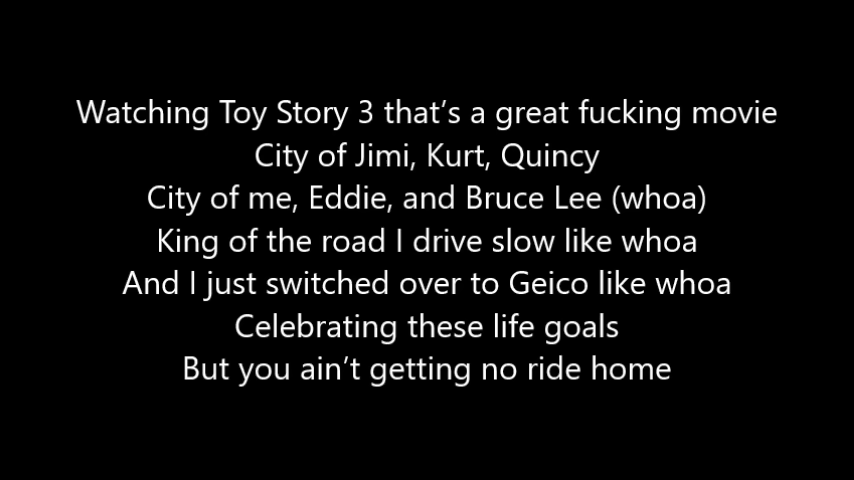 Watching Toy Story 3 that’s a great fucking movie
City of Jimi, Kurt, Quincy
City of me, Eddie, and Bruce Lee (whoa)
King of the road I drive slow like whoa
And I just switched over to Geico like whoa
Celebrating these life goals
But you ain’t getting no ride home